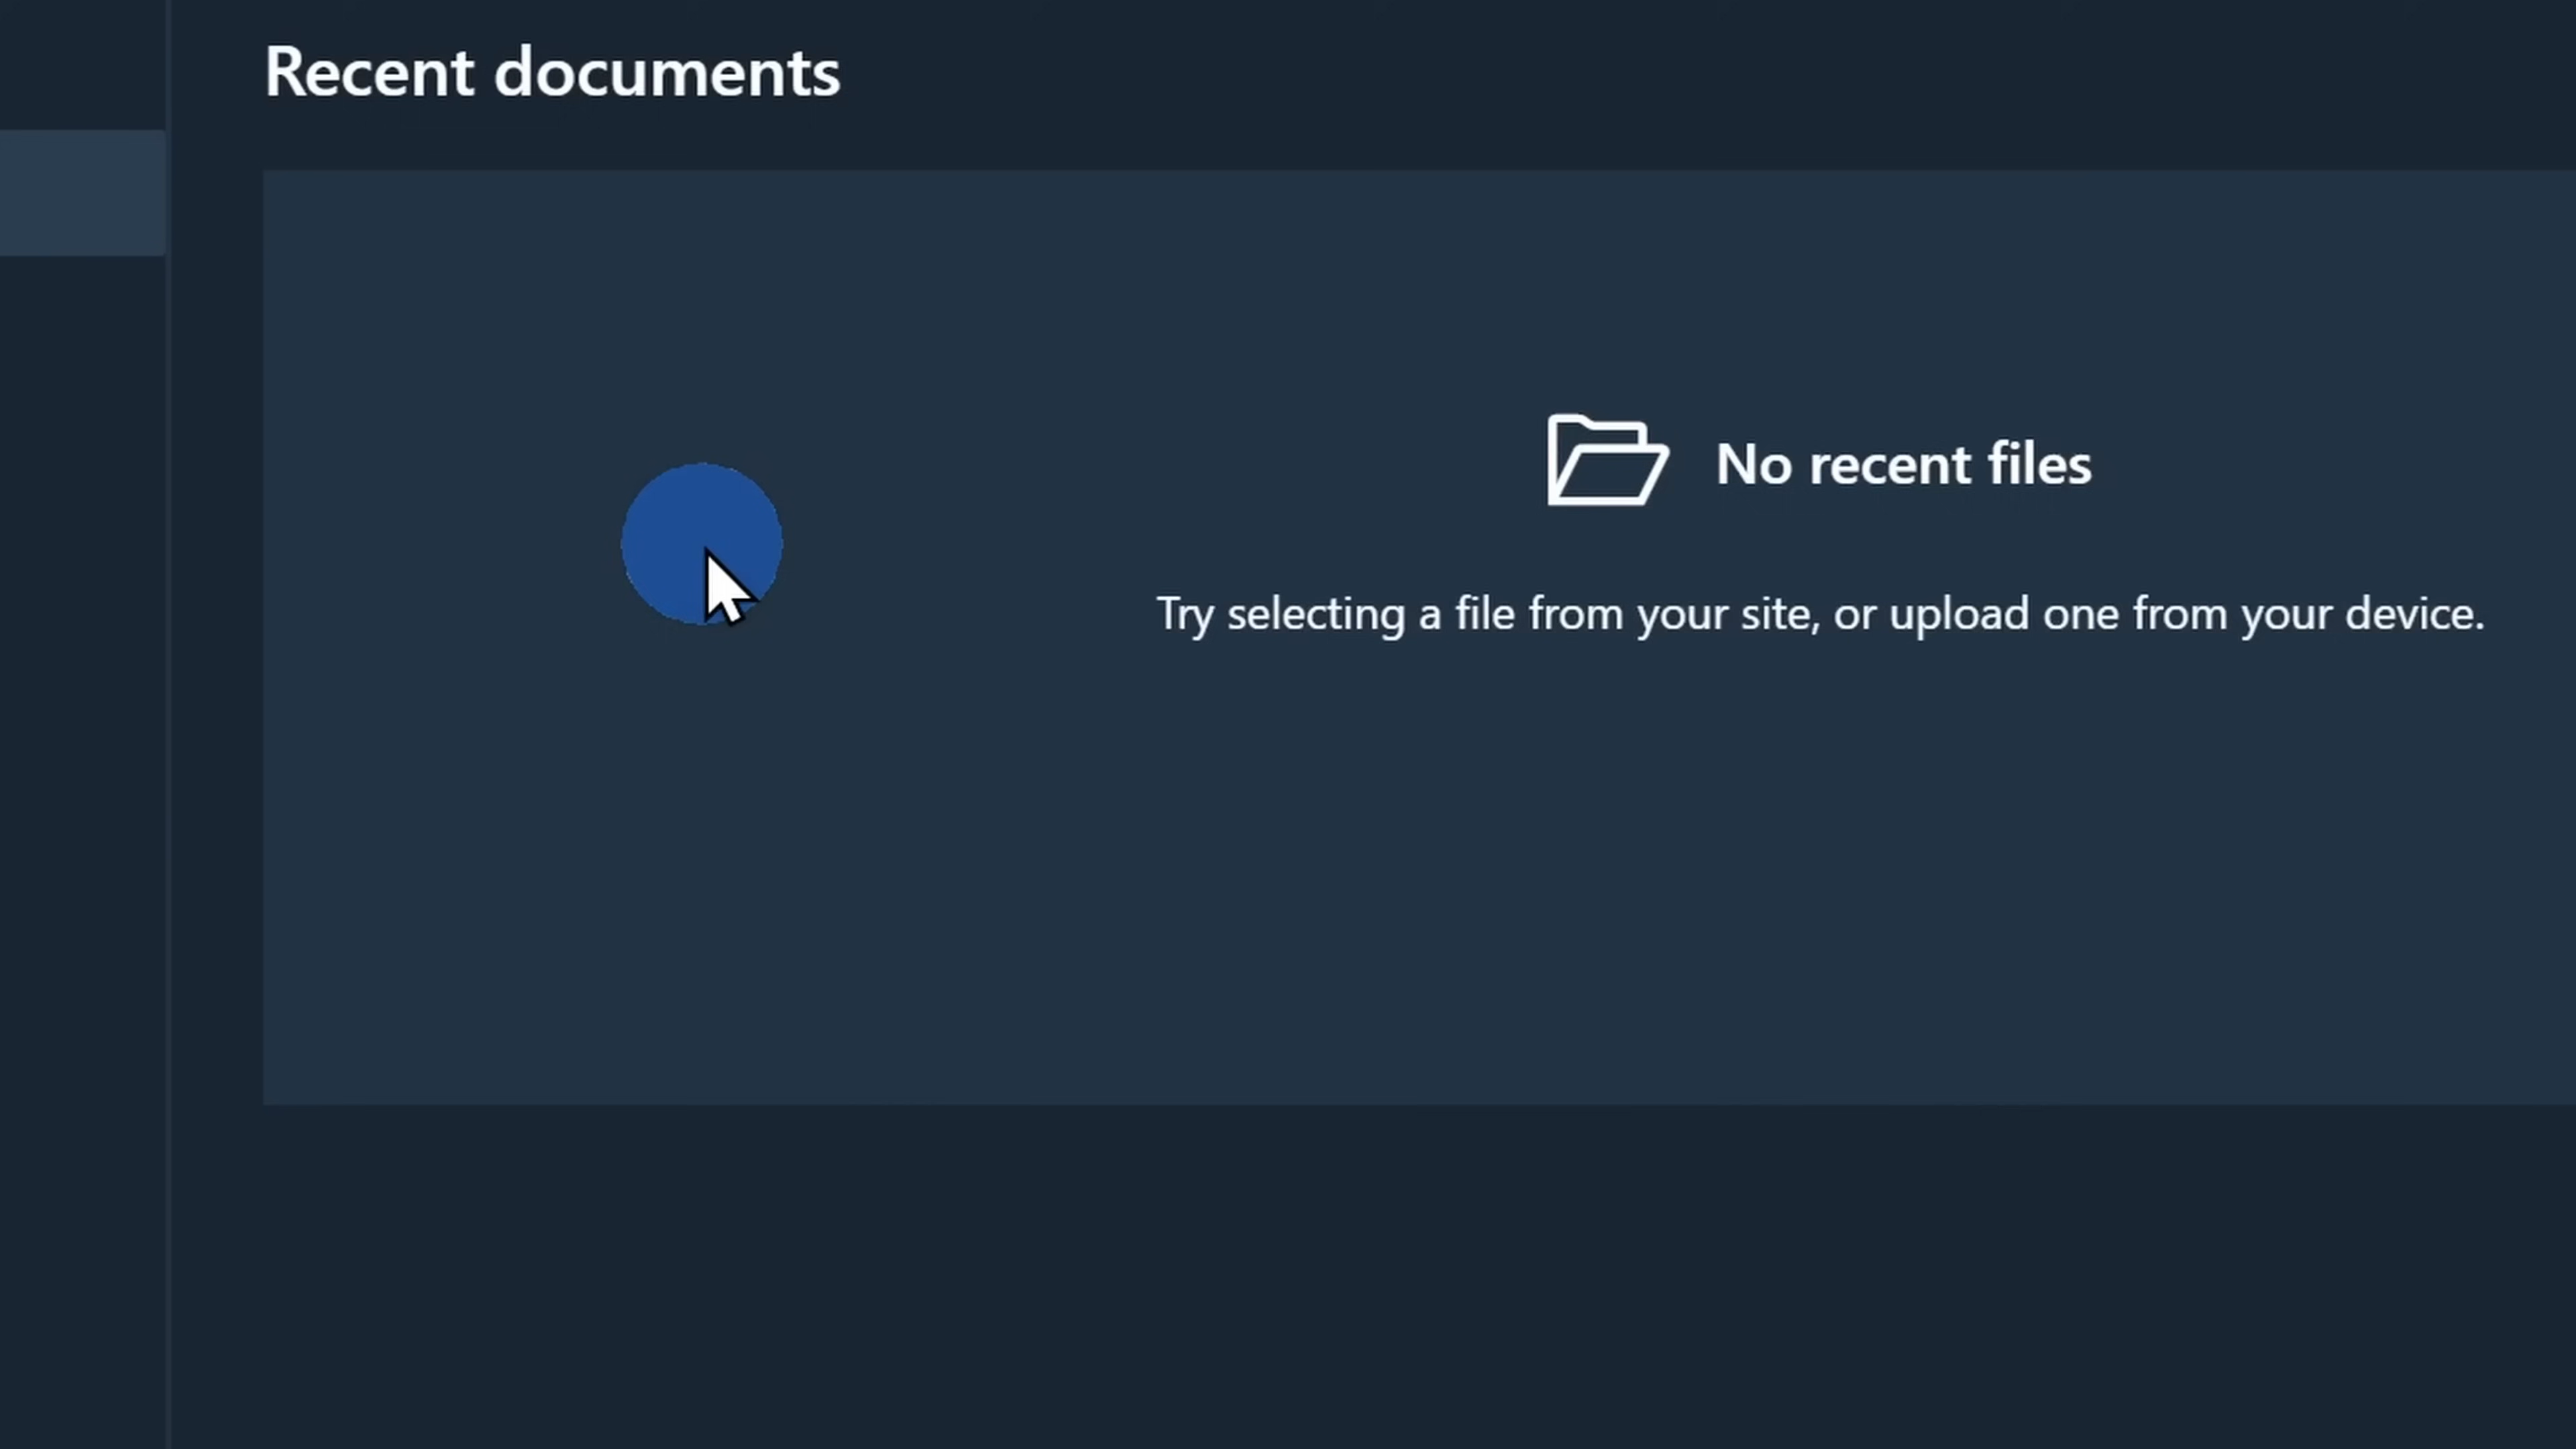 Recent documents
No recent files
Try selecting a file from your site, or upload one from your device.